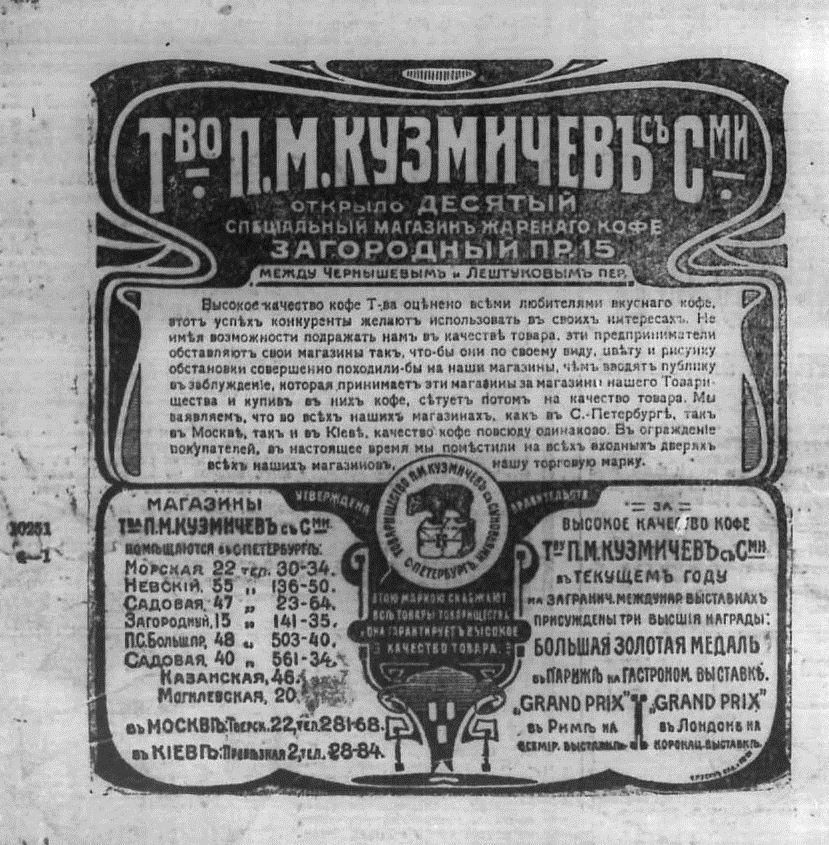 Т-ВО П.М.КУЗМИЧЕВЪ СЪ С-МИ
ОТКРЫЛО ДЕСЯТЫЙ
СПЕЦІАЛЬНЫЙ МАГАЗИНЪ ЖАРЕНАГО КОФЕ
ЗАГОРОДНЫЙ ПР. 15
МЕЖДУ ЧЕРНЫШЕВЫМЪ И ЛЕШТУКОВЫМЪ ПЕР.
Высокое качество кофе Т-ва оцѣнено всѣми любителями вкуснаго кофе,
этотъ успѣхъ конкуренты желаютъ использовать въ своихъ интересахъ. Не
имѣя возможности подражать намъ въ качествѣ товара, эти предприниматели
обставляютъ свои магазины такъ, что-бы они по своему виду, цвѣту и рисунку
обстановки совершенно походили-бы на наши магазины, чѣмъ вводятъ публику
въ заблужденіе, которая принимаетъ эти магазины за магазины нашего Товари-
щества и купивъ въ нихъ кофе, сѣтуетъ потомъ на качество товара. Мы
заявляемъ, что во всѣхъ нашихъ магазинахъ, какъ въ С.-Петербургѣ, такъ
въ Москвѣ, такъ и въ Кіевѣ, качество кофе повсюду одинаково. Въ огражденіе
покупателей, въ настоящее время мы помѣстили на всѣхъ входныхъ дверяхъ
всѣхъ нашихъ магазиновъ, нашу торговую марку.
УТВЕРЖДЕНА ПРАВИТЕЛЬСТВ.
ТОВАРИЩЕСТВО П.М.КУЗМИЧЕВЪ СЪ СЫНОВЬЯМИ
С-ПЕТЕРБУРГЪ
ЭТОЮ МАРКОЮ СНАБЖАЮТ
ВСѢ ТОВАРЫ ТОВАРИЩЕСТВА
ОНА ГАРАНТИРУЕТЪ ВЫСОКОЕ
КАЧЕСТВО ТОВАРА.
МАГАЗИНЫ
Т-ВА П.М.КУЗМИЧЕВЪ СЪ С-МИ
ПОМѢЩАЮТСЯ ВЪ С.ПЕТЕРБУРГѢ:
МОРСКАЯ 22 ТЕЛ. 30-34.
НЕВСКІЙ, 55 „ 136-50.
САДОВАЯ, 47 „ 23-64.
ЗАГОРОДНЫЙ, 15 „ 141-35.
П.С.БОЛЬШ.ПР., 48 „ 503-40.
САДОВАЯ, 40 „ 561-34.
КАЗАНСКАЯ, 46.
МОГИЛЕВСКАЯ, 20.
ВЪ МОСКВѢ: ТВЕРСК. 22, ТЕЛ. 281-68.
ВЪ КІЕВѢ: ПРОРѢЗНАЯ 2, ТЕЛ. 28-84.
ЗА
ВЫСОКОЕ КАЧЕСТВО КОФЕ
Т-ВУ П.М.КУЗМИЧЕВЪ СЪ С-МИ
ВЪ ТЕКУЩЕМЪ ГОДУ
НА ЗАГРАНИЧ. МЕЖДУНАР. ВЫСТАВКАХЪ
ПРИСУЖДЕНЫ ТРИ ВЫСШІЯ НАГРАДЫ:
БОЛЬШАЯ ЗОЛОТАЯ МЕДАЛЬ
ВЪ ПАРИЖѢ НА ГАСТРОНОМ. ВЫСТАВКѢ.
„GRAND PRIX” „GRAND PRIX”
ВЪ РИМѢ НА ВЪ ЛОНДОНѢ НА
ВСЕМІР. ВЫСТАВКѢ КОРОНАЦ. ВЫСТАВКѢ.
10251